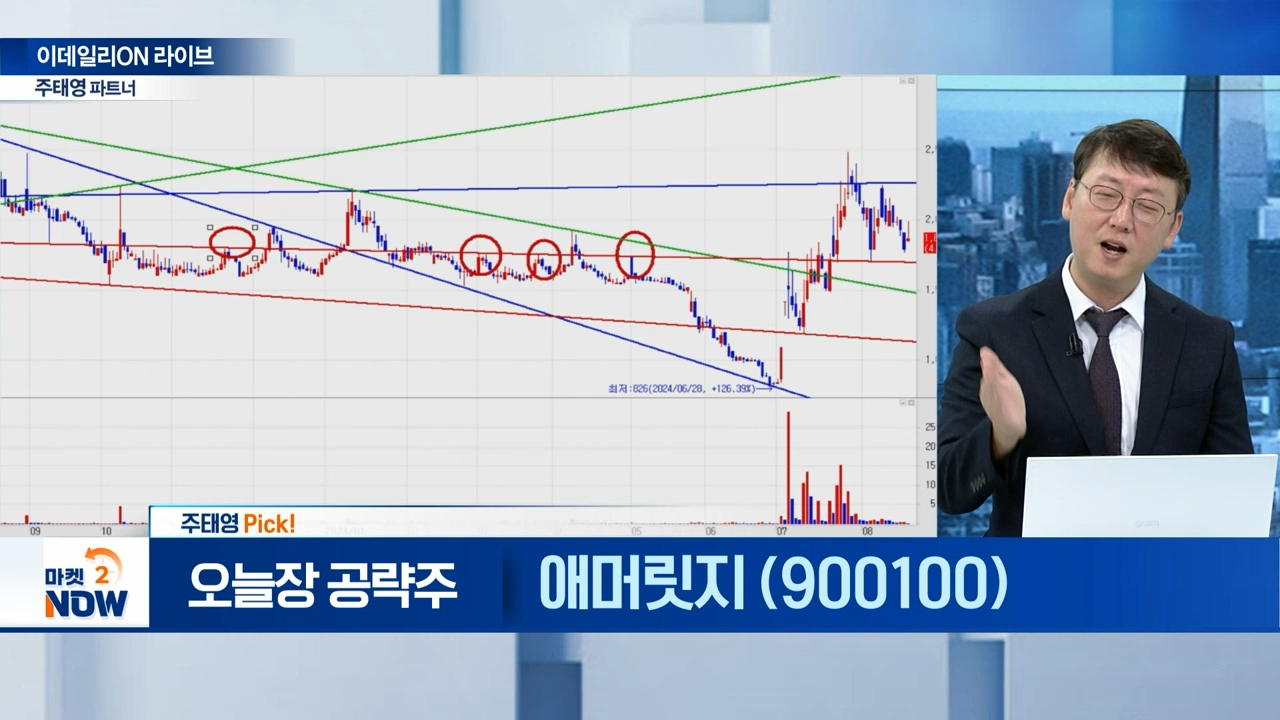 이데일리ON 라이브
주태영 파트너
최저:826(2024/06/28, +126.39%)
25
20
15
10
5
09
10
05
06
07
08
주태영 Pick!
마켓 2
NOW
오늘장 공략주
애머릿지 (900100)
gram